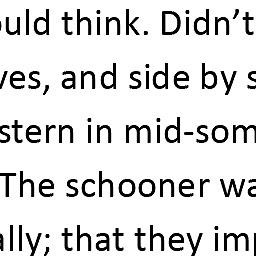 ould think. Didn’t
ves, and side by s
stern in mid-som
The schooner wa
ally; that they imp